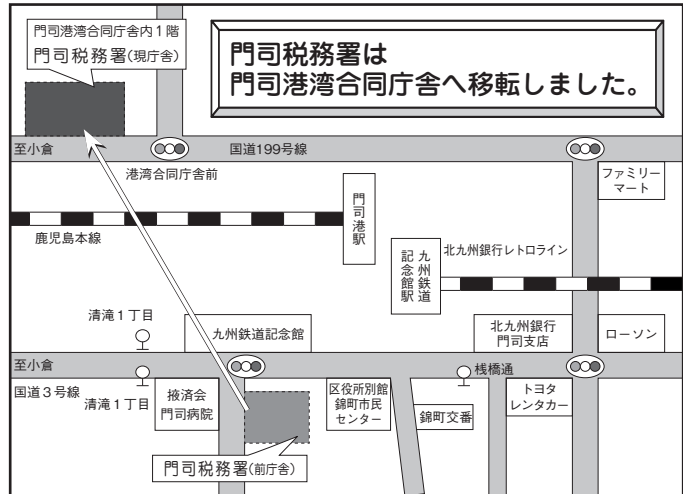 門司港湾合同庁舎内1階
門司税務署(現庁舎)
門司税務署は
門司港湾合同庁舎へ移転しました。
至小倉
国道199号線
港湾合同庁舎前
ファミリー
マート
門司港駅
鹿児島本線
九州鉄道
記念館駅
北九州銀行レトロライン
清滝1丁目
九州鉄道記念館
北九州銀行
門司支店
ローソン
至小倉
桟橋通
国道3号線
清滝1丁目
掖済会
門司病院
区役所別館
錦町市民
センター
錦町交番
トヨタ
レンタカー
門司税務署(前庁舎)